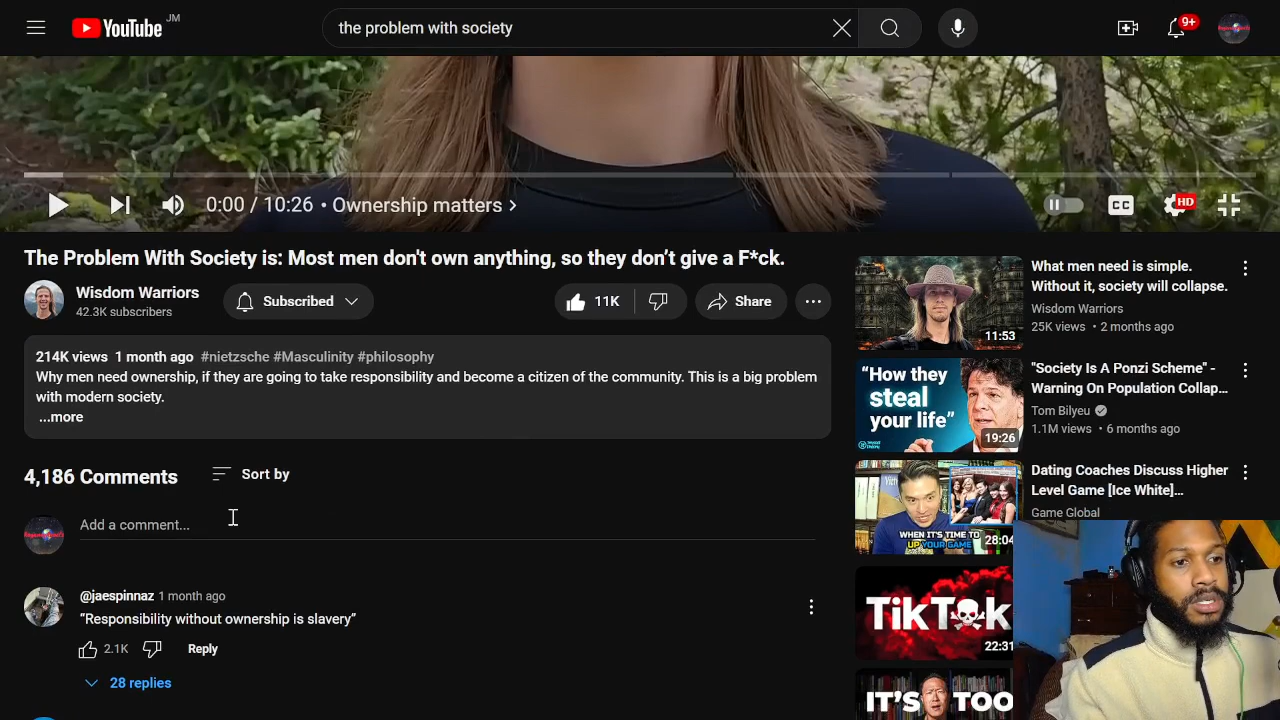 YouTube JM
the problem with society
9+
0:00 / 10:26 • Ownership matters >
CC
HD
The Problem With Society is: Most men don't own anything, so they don't give a F*ck.
Wisdom Warriors
42.3K subscribers
Subscribed
11K
Share
214K views 1 month ago #nietzsche #Masculinity #philosophy
Why men need ownership, if they are going to take responsibility and become a citizen of the community. This is a big problem
with modern society.
...more
4,186 Comments
Sort by
Add a comment...
@jaespinnaz 1 month ago
“Responsibility without ownership is slavery”
2.1K
Reply
28 replies
11:53
What men need is simple.
Without it, society will collapse.
Wisdom Warriors
25K views • 2 months ago
“How they
steal
your life”
19:26
"Society Is A Ponzi Scheme" -
Warning On Population Collap...
Tom Bilyeu
1.1M views • 6 months ago
WHEN IT'S TIME TO
UP YOUR GAME
28:04
Dating Coaches Discuss Higher
Level Game [Ice White]...
Game Global
TikTok
22:31
IT'S TOO